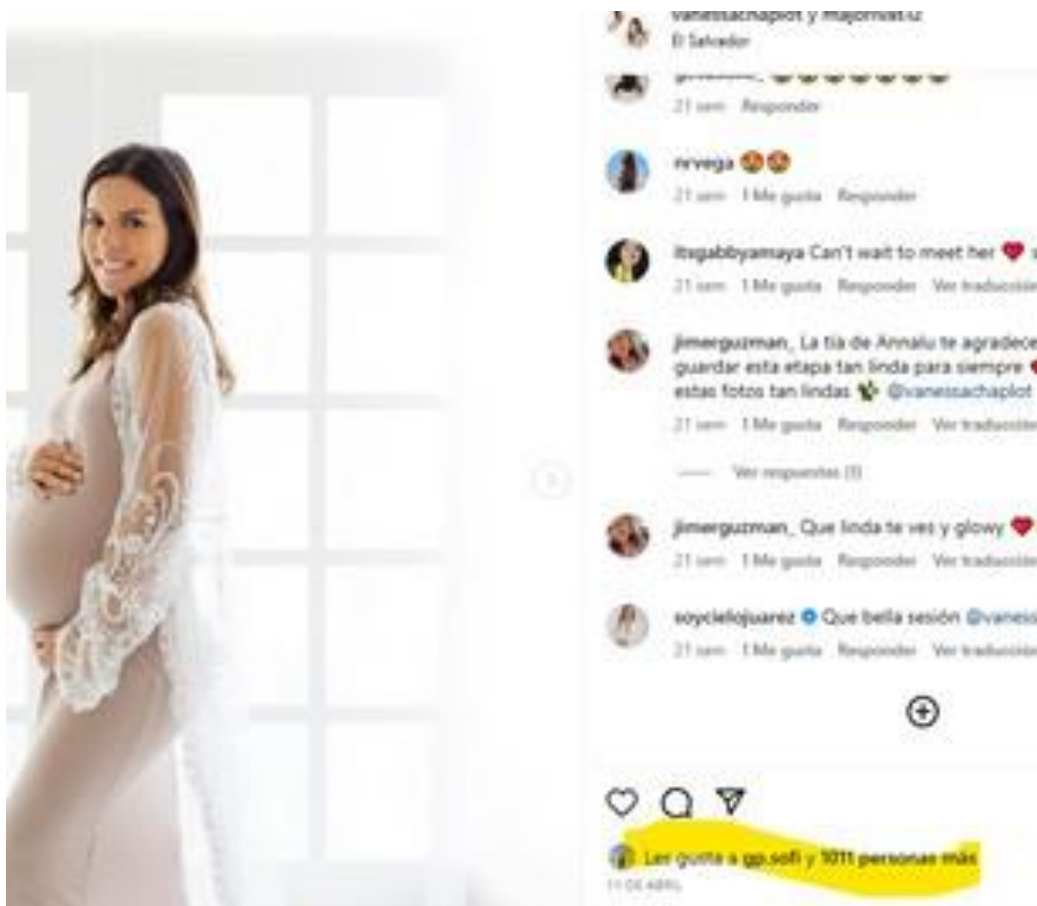 vanessachaplot y majorivat12
El Salvador
21 sem Responder
nrvega 😍😍
21 sem 1 Me gusta Responder
itsgabbyamaya Can't wait to meet her ❤️ s
21 sem 1 Me gusta Responder Ver traducción
jimerguzman_ La tia de Annalu te agradece
guardar esta etapa tan linda para siempre ❤️
estas fotos tan lindas 🌿 @vanessachaplot
21 sem 1 Me gusta Responder Ver traducción
Ver respuestas (1)
jimerguzman_ Que linda te ves y glowy ❤️
21 sem 1 Me gusta Responder Ver traducción
soycielojuarez Que bella sesión @vaness
21 sem 1 Me gusta Responder Ver traducción
Les gusta a gp.sofi y 1011 personas más
11 DE ABRIL